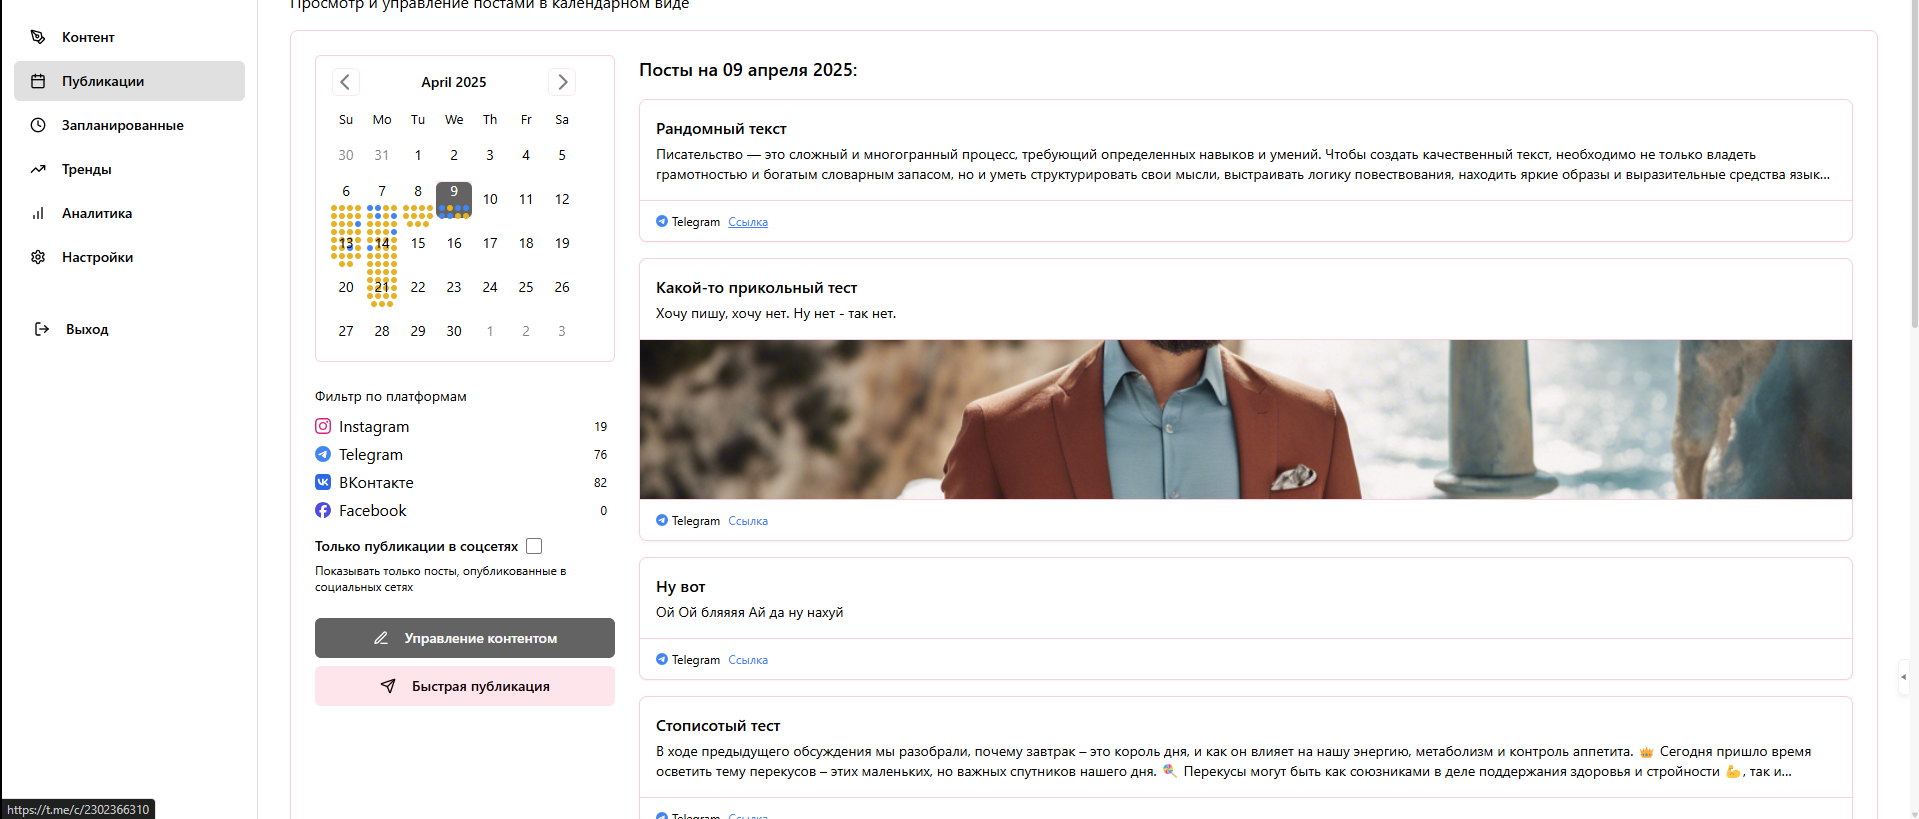 Просмотр и управление постами в календарном виде
Контент
Публикации
Запланированные
Тренды
Аналитика
Настройки
Выход
April 2025
Su Mo Tu We Th Fr Sa
30 31 1 2 3 4 5
6 7 8 9 10 11 12
13 14 15 16 17 18 19
20 21 22 23 24 25 26
27 28 29 30 1 2 3
Фильтр по платформам
Instagram 19
Telegram 76
ВКонтакте 82
Facebook 0
Только публикации в соцсетях
Показывать только посты, опубликованные в
социальных сетях
Управление контентом
Быстрая публикация
Посты на 09 апреля 2025:
Рандомный текст
Писательство — это сложный и многогранный процесс, требующий определенных навыков и умений. Чтобы создать качественный текст, необходимо не только владеть
грамотностью и богатым словарным запасом, но и уметь структурировать свои мысли, выстраивать логику повествования, находить яркие образы и выразительные средства язык...
Telegram Ссылка
Какой-то прикольный тест
Хочу пишу, хочу нет. Ну нет - так нет.
Telegram Ссылка
Ну вот
Ой Ой бляяяя Ай да ну нахуй
Telegram Ссылка
Стописотый тест
В ходе предыдущего обсуждения мы разобрали, почему завтрак – это король дня, и как он влияет на нашу энергию, метаболизм и контроль аппетита. 👑 Сегодня пришло время
осветить тему перекусов – этих маленьких, но важных спутников нашего дня. 🍭 Перекусы могут быть как союзниками в деле поддержания здоровья и стройности 💪, так и...
Telegram Ссылка
https://t.me/c/2302366310